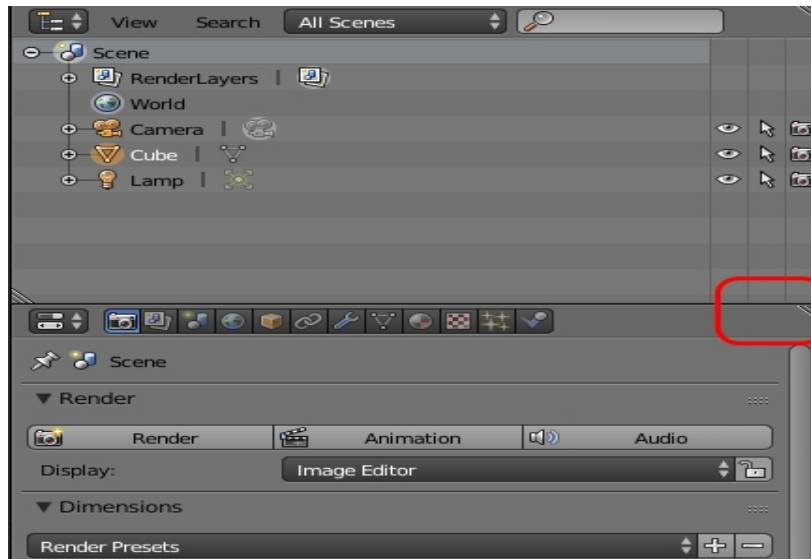 View Search All Scenes
Scene
RenderLayers
World
Camera
Cube
Lamp
Scene
Render
Render Animation Audio
Display: Image Editor
Dimensions
Render Presets